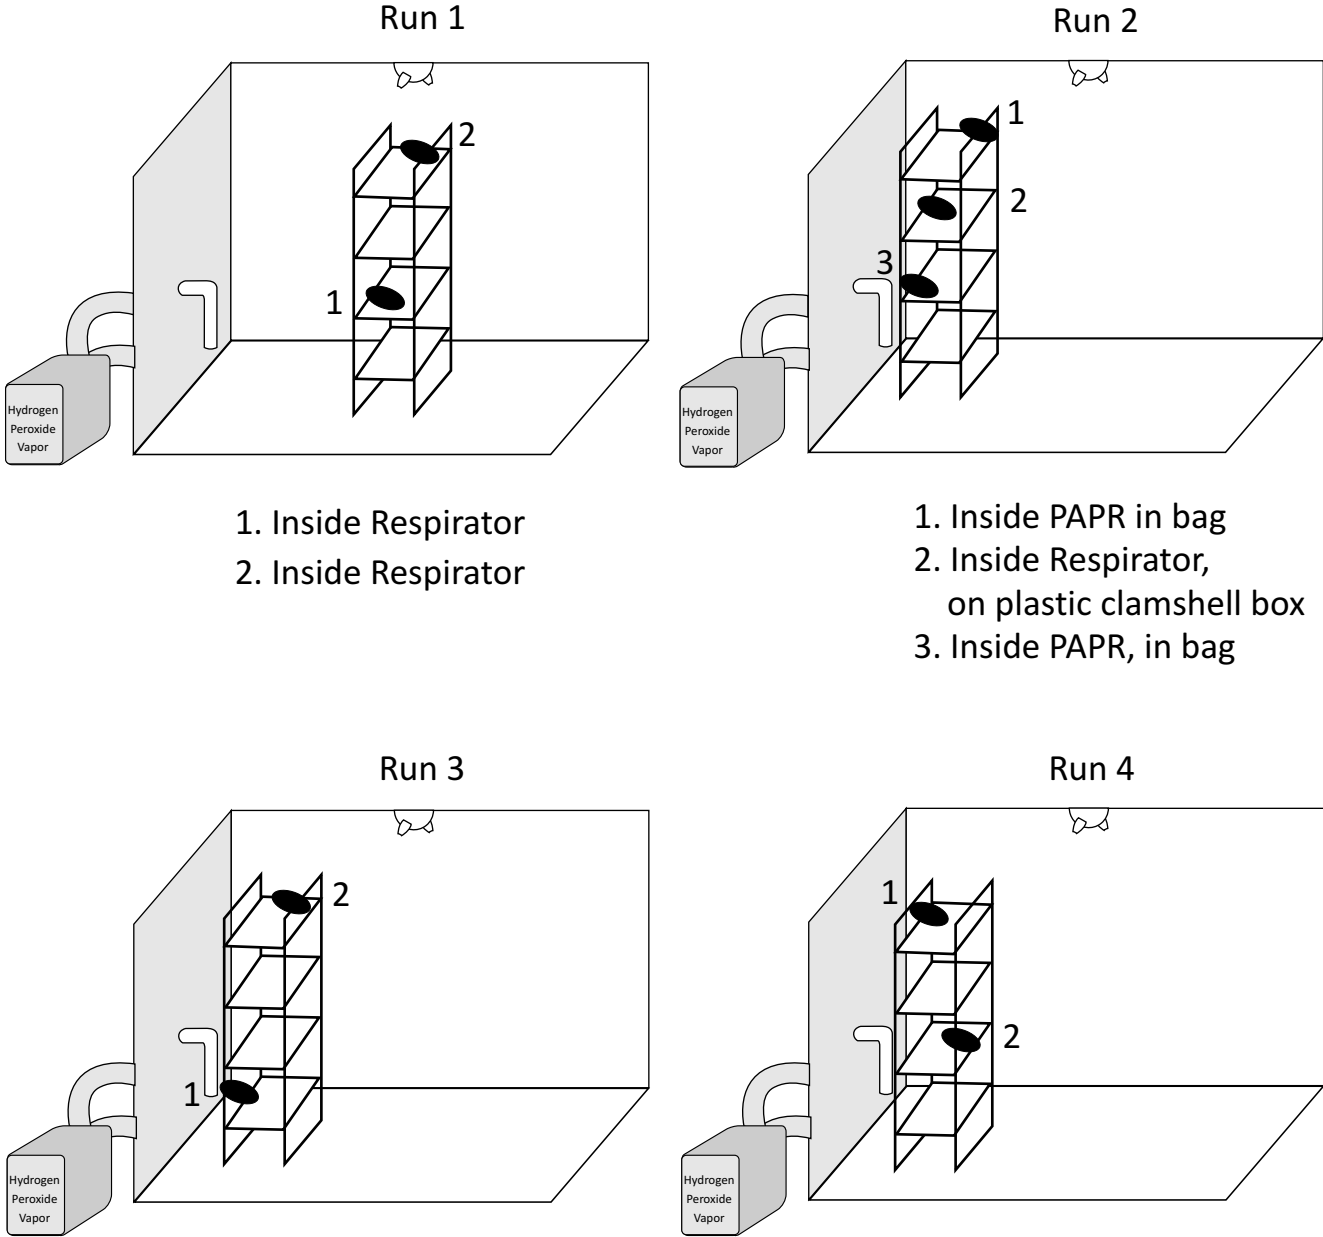 Run 1
2
1
Hydrogen
Peroxide
Vapor
1. Inside Respirator
2. Inside Respirator
Run 2
1
2
3
Hydrogen
Peroxide
Vapor
1. Inside PAPR in bag
2. Inside Respirator,
on plastic clamshell box
3. Inside PAPR, in bag
Run 3
2
1
Hydrogen
Peroxide
Vapor
Run 4
1
2
Hydrogen
Peroxide
Vapor